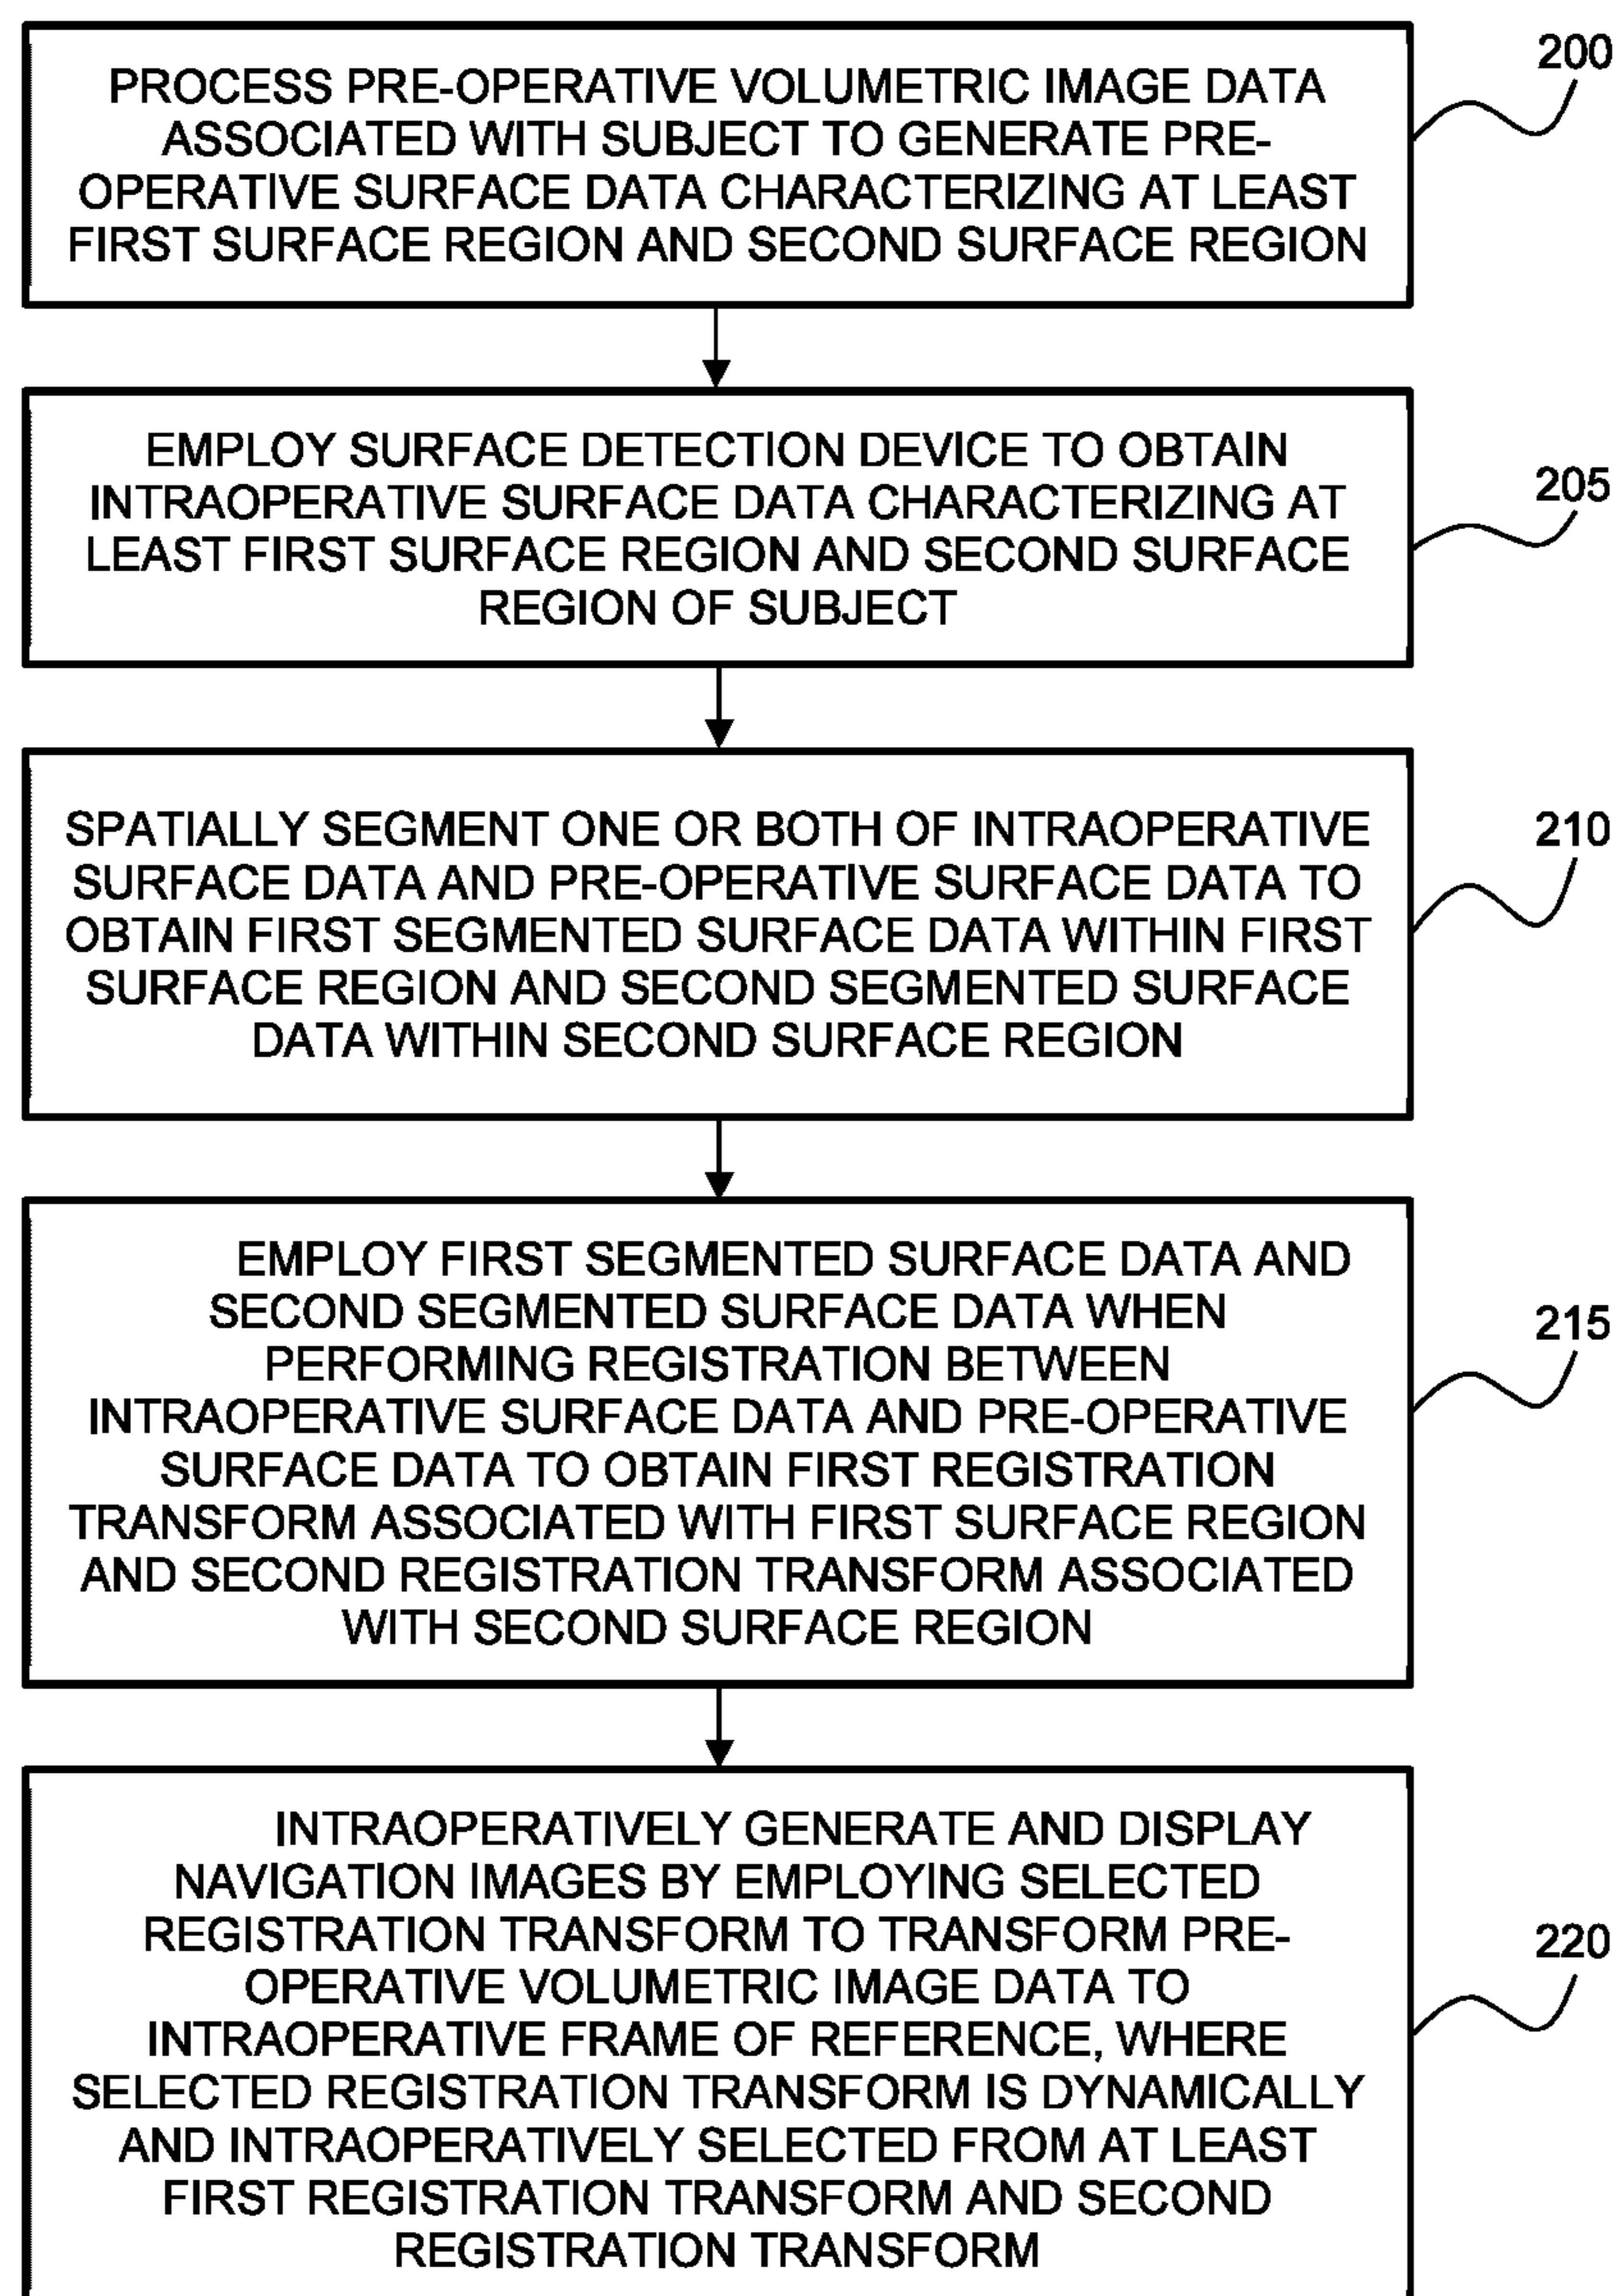 PROCESS PRE-OPERATIVE VOLUMETRIC IMAGE DATA
ASSOCIATED WITH SUBJECT TO GENERATE PRE-
OPERATIVE SURFACE DATA CHARACTERIZING AT LEAST
FIRST SURFACE REGION AND SECOND SURFACE REGION
200
EMPLOY SURFACE DETECTION DEVICE TO OBTAIN
INTRAOPERATIVE SURFACE DATA CHARACTERIZING AT
LEAST FIRST SURFACE REGION AND SECOND SURFACE
REGION OF SUBJECT
205
SPATIALLY SEGMENT ONE OR BOTH OF INTRAOPERATIVE
SURFACE DATA AND PRE-OPERATIVE SURFACE DATA TO
OBTAIN FIRST SEGMENTED SURFACE DATA WITHIN FIRST
SURFACE REGION AND SECOND SEGMENTED SURFACE
DATA WITHIN SECOND SURFACE REGION
210
EMPLOY FIRST SEGMENTED SURFACE DATA AND
SECOND SEGMENTED SURFACE DATA WHEN
PERFORMING REGISTRATION BETWEEN
INTRAOPERATIVE SURFACE DATA AND PRE-OPERATIVE
SURFACE DATA TO OBTAIN FIRST REGISTRATION
TRANSFORM ASSOCIATED WITH FIRST SURFACE REGION
AND SECOND REGISTRATION TRANSFORM ASSOCIATED
WITH SECOND SURFACE REGION
215
INTRAOPERATIVELY GENERATE AND DISPLAY
NAVIGATION IMAGES BY EMPLOYING SELECTED
REGISTRATION TRANSFORM TO TRANSFORM PRE-
OPERATIVE VOLUMETRIC IMAGE DATA TO
INTRAOPERATIVE FRAME OF REFERENCE, WHERE
SELECTED REGISTRATION TRANSFORM IS DYNAMICALLY
AND INTRAOPERATIVELY SELECTED FROM AT LEAST
FIRST REGISTRATION TRANSFORM AND SECOND
REGISTRATION TRANSFORM
220